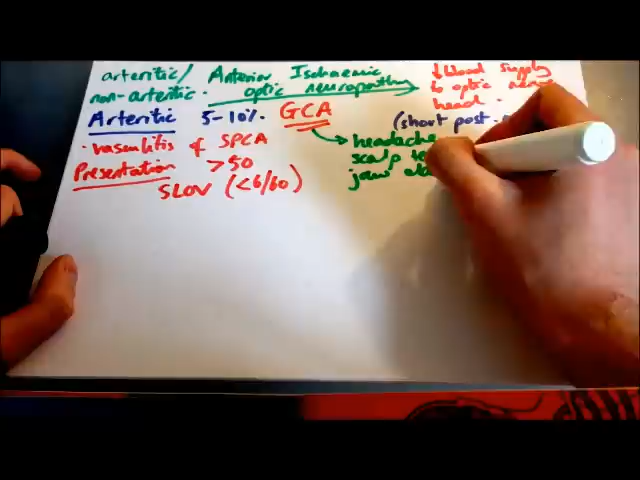 arteritic/ Anterior Ischaemic ↓blood supply
non-arteritic. optic neuropathy → to optic nerve
head.
Arteritic 5-10% GCA (short post.
. vasculitis of SPCA → headache
Presentation >50 scalp
SLOV (<6/60) jaw